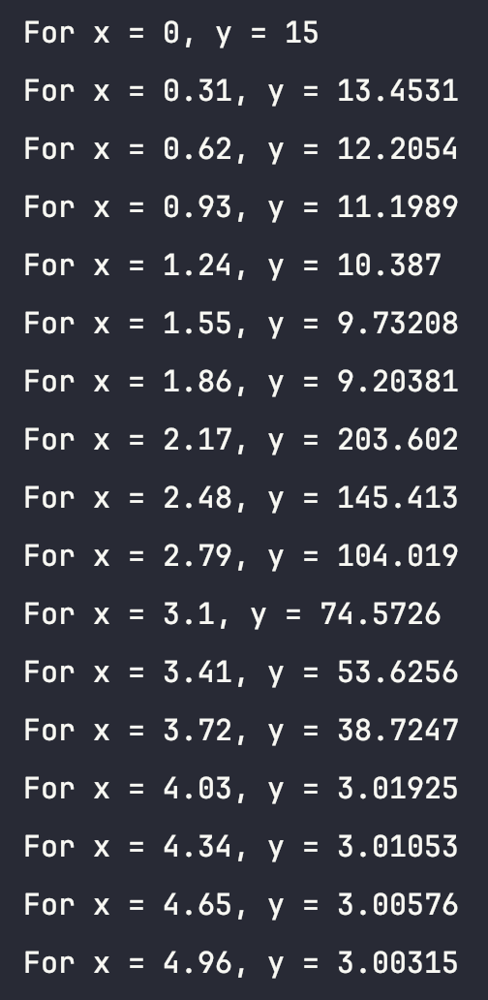 For x = 0, y = 15
For x = 0.31, y = 13.4531
For x = 0.62, y = 12.2054
For x = 0.93, y = 11.1989
For x = 1.24, y = 10.387
For x = 1.55, y = 9.73208
For x = 1.86, y = 9.20381
For x = 2.17, y = 203.602
For x = 2.48, y = 145.413
For x = 2.79, y = 104.019
For x = 3.1, y = 74.5726
For x = 3.41, y = 53.6256
For x = 3.72, y = 38.7247
For x = 4.03, y = 3.01925
For x = 4.34, y = 3.01053
For x = 4.65, y = 3.00576
For x = 4.96, y = 3.00315